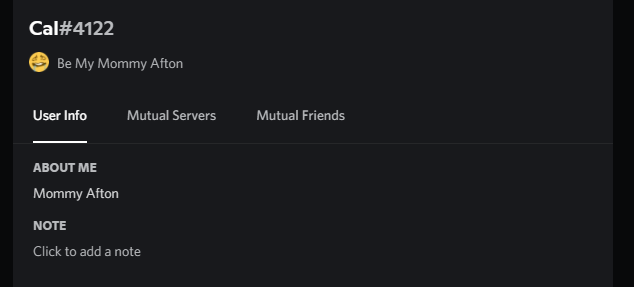 Cal#4122
Be My Mommy Afton
User Info Mutual Servers Mutual Friends
ABOUT ME
Mommy Afton
NOTE
Click to add a note